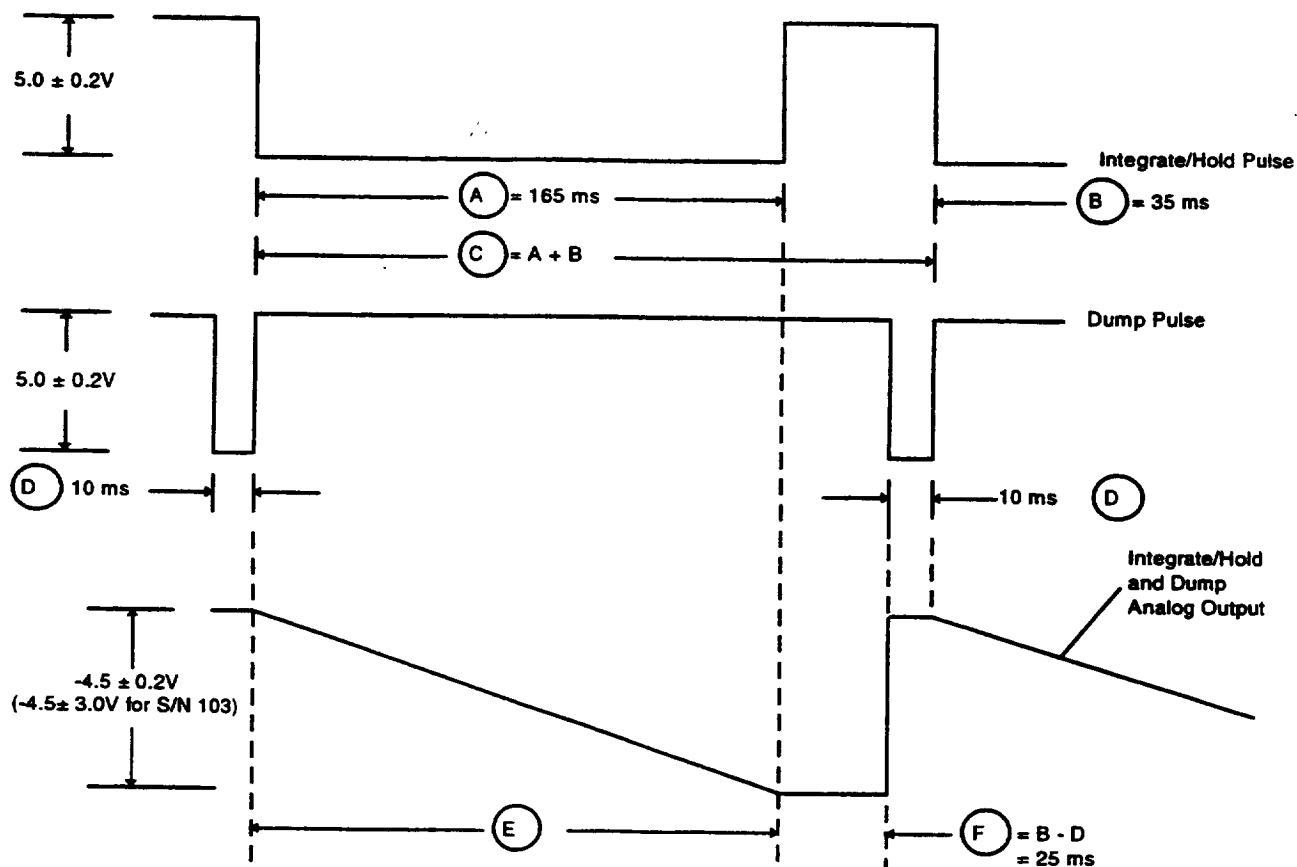 5.0 ± 0.2V
Integrate/Hold Pulse
A = 165 ms
B = 35 ms
C = A + B
Dump Pulse
5.0 ± 0.2V
D 10 ms
10 ms D
Integrate/Hold
and Dump
Analog Output
-4.5 ± 0.2V
(-4.5± 3.0V for S/N 103)
E
F = B - D
= 25 ms